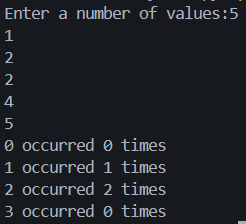 Enter a number of values:5
1
2
2
4
5
0 occurred 0 times
1 occurred 1 times
2 occurred 2 times
3 occurred 0 times